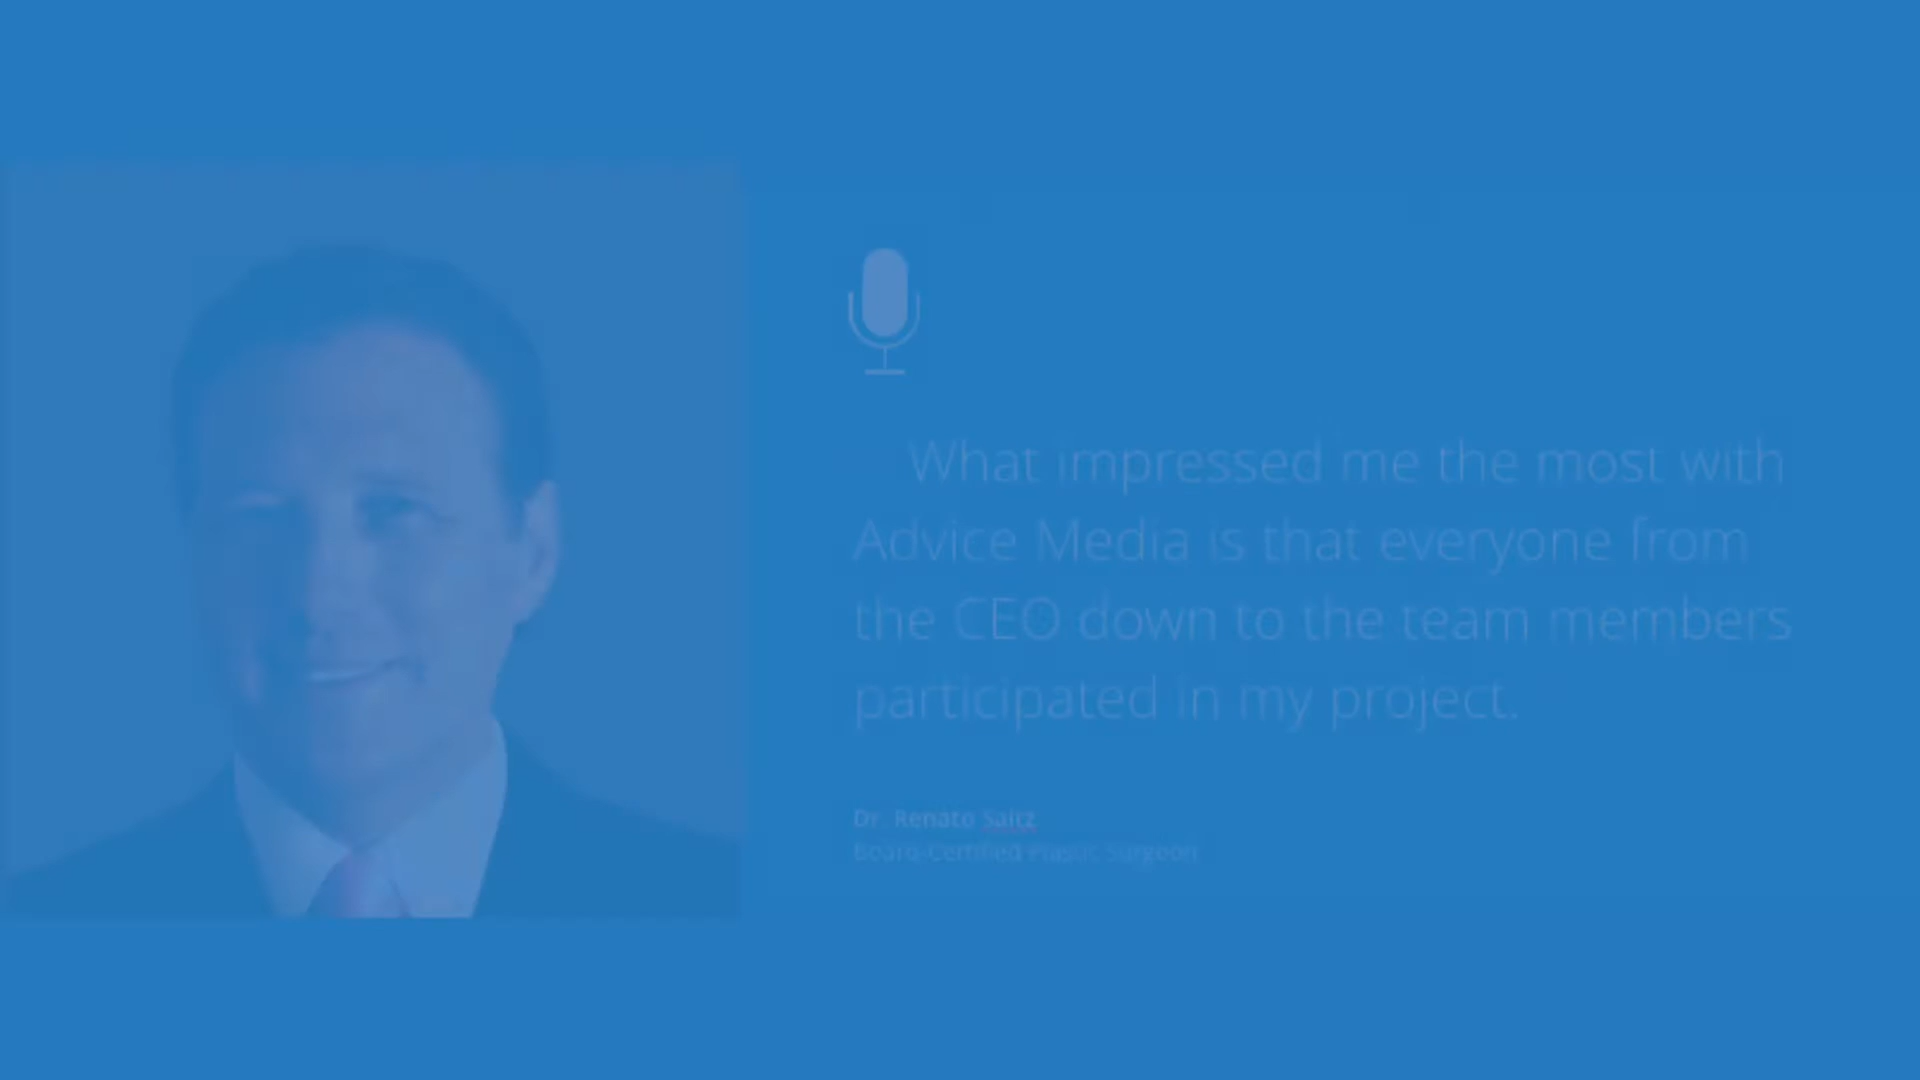 What impressed me the most with
Advice Media is that everyone from
the CEO down to the team members
participated in my project.
Dr. Renato Saltz
Board-Certified Plastic Surgeon